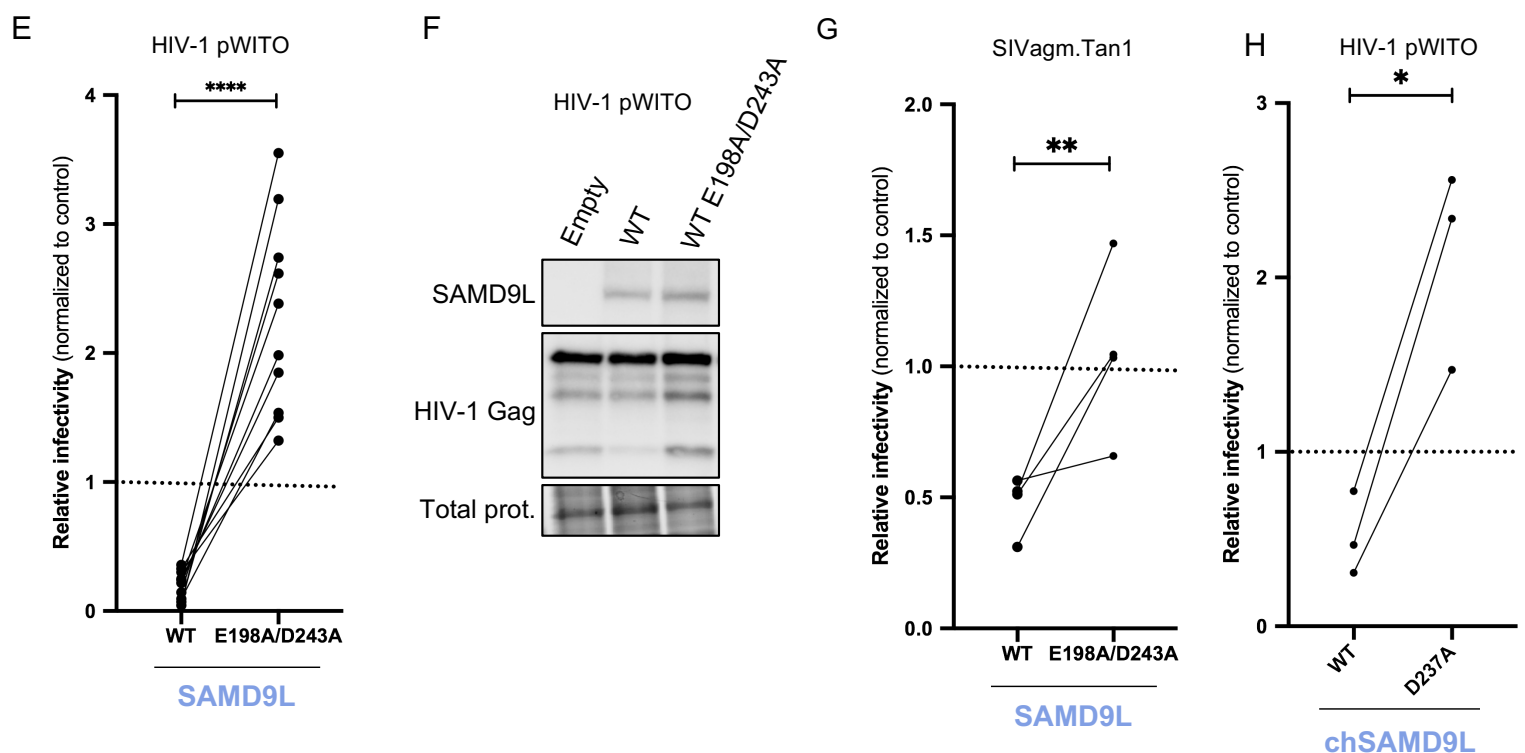 E
HIV-1 pWITO
****
4
3
2
1
0
Relative infectivity (normalized to control)
WT E198A/D243A
SAMD9L
F
HIV-1 pWITO
Empty
WT
WT E198A/D243A
SAMD9L
HIV-1 Gag
Total prot.
G
SIVagm.Tan1
**
2.0
1.5
1.0
0.5
0.0
Relative infectivity (normalized to control)
WT E198A/D243A
SAMD9L
H
HIV-1 pWITO
*
3
2
1
0
Relative infectivity (normalized to control)
WT
D237A
chSAMD9L